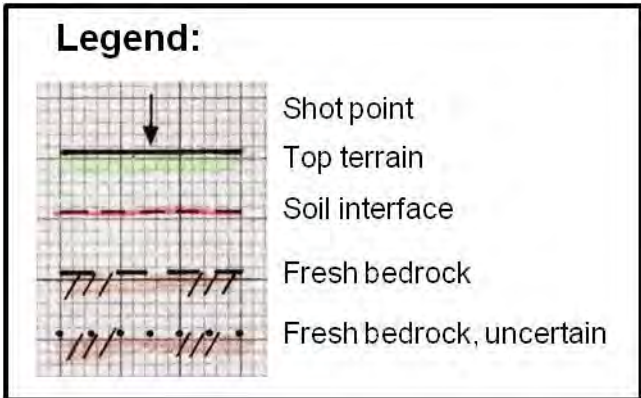 Legend:
Shot point
Top terrain
Soil interface
Fresh bedrock
Fresh bedrock, uncertain